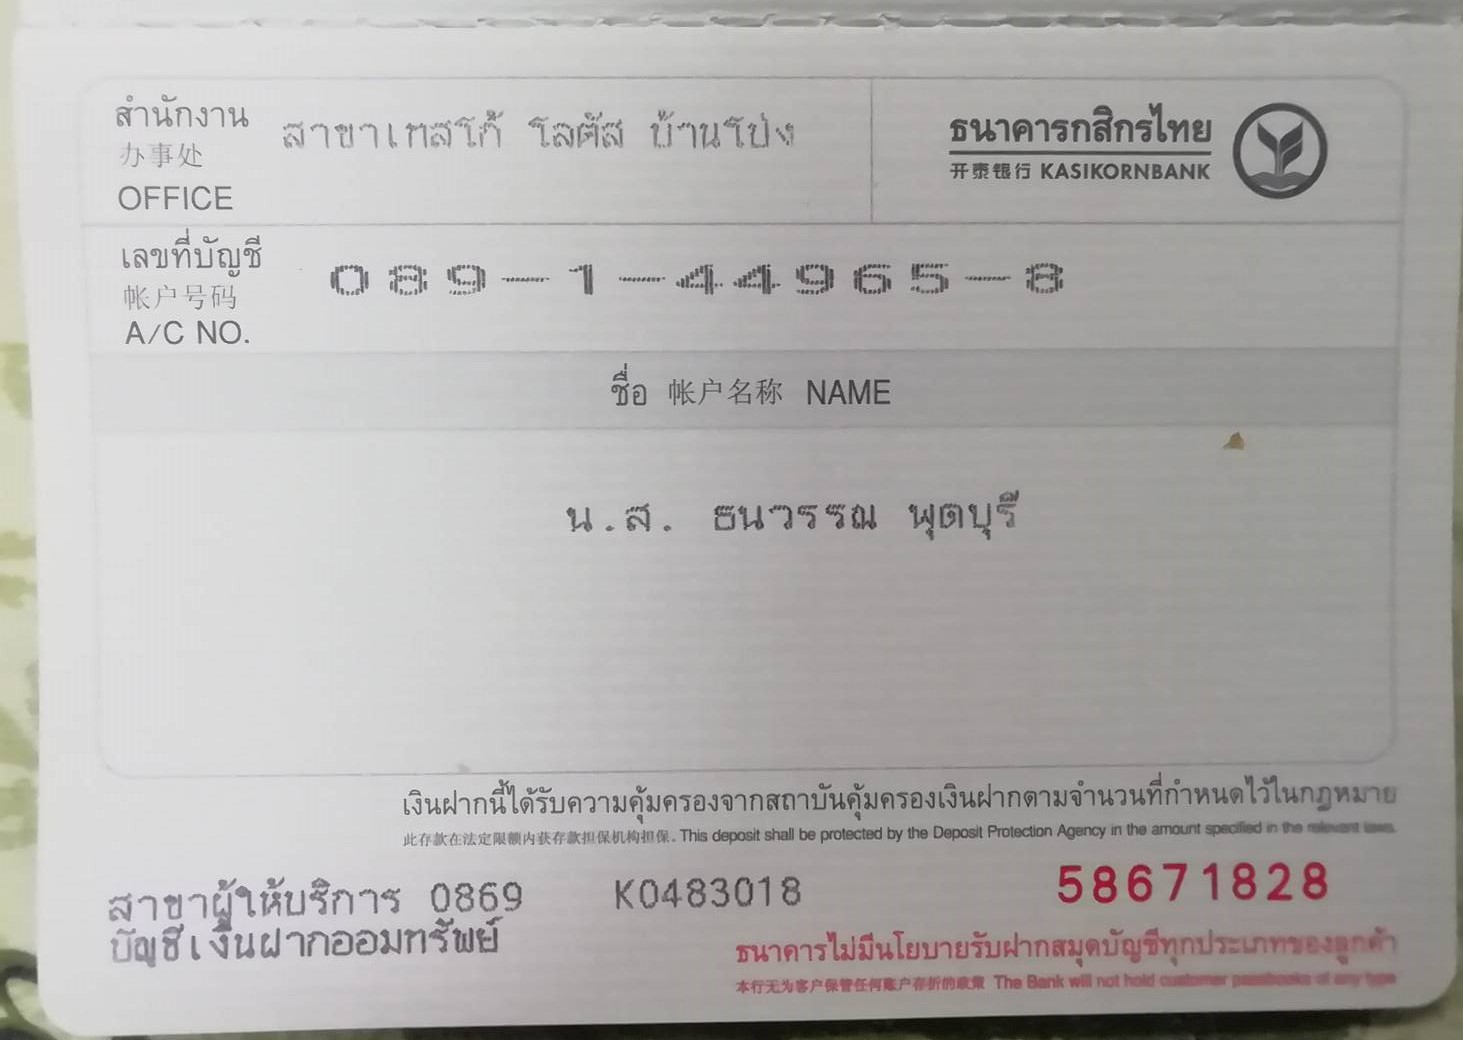 สำนักงาน สาขาเทสโก้ โลตัส บ้านโป่ง
办事处
OFFICE
ธนาคารกสิกรไทย
开泰银行 KASIKORNBANK
เลขที่บัญชี 089-1-44965-8
帐户号码
A/C NO.
ชื่อ 帐户名称 NAME
น.ส. ธนวรรณ พุตบุรี
เงินฝากนี้ได้รับความคุ้มครองจากสถาบันคุ้มครองเงินฝากตามจำนวนที่กำหนดไว้ในกฎหมาย
此存款在法定限额内获存款担保机构担保. This deposit shall be protected by the Deposit Protection Agency in the amount specified in the relevant laws.
สาขาผู้ให้บริการ 0869 K0483018 58671828
บัญชีเงินฝากออมทรัพย์
ธนาคารไม่มีนโยบายรับฝากสมุดบัญชีทุกประเภทของลูกค้า
本行无为客户保管任何账户存折的政策 The Bank will not hold customer passbooks of any type